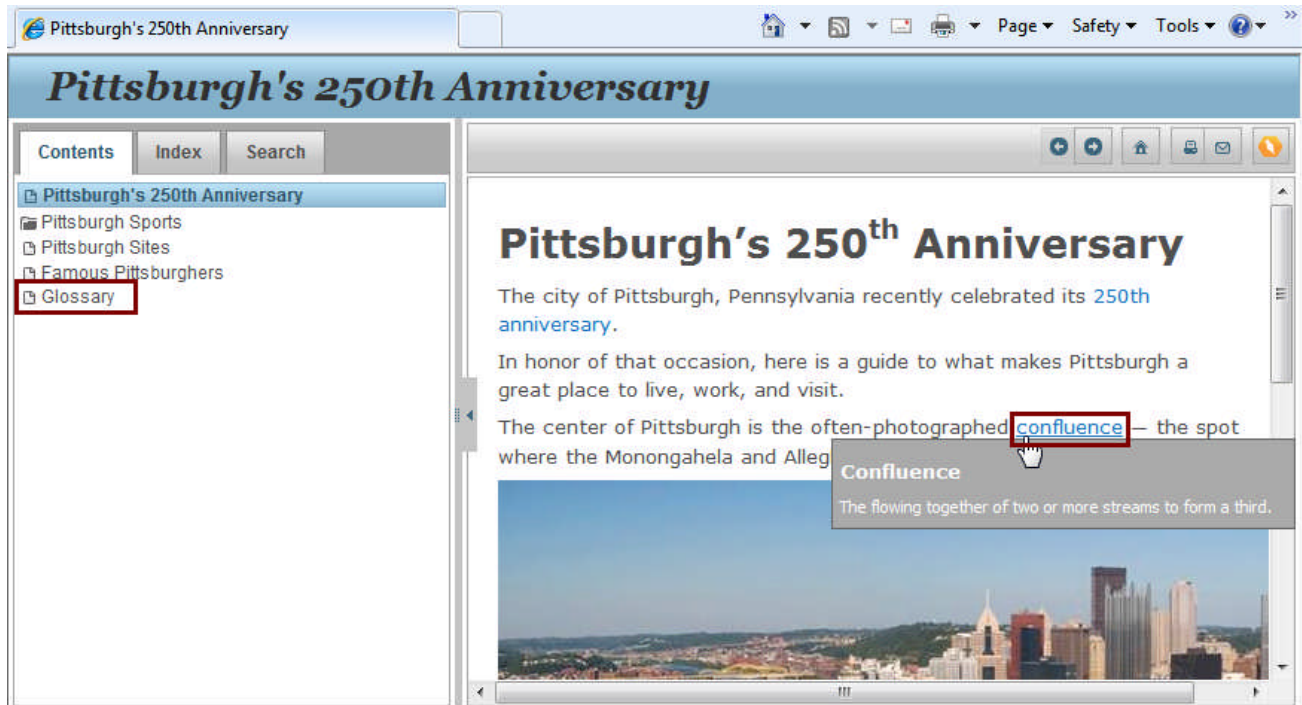 Pittsburgh's 250th Anniversary
Page Safety Tools
Pittsburgh's 250th Anniversary
Contents Index Search
Pittsburgh's 250th Anniversary
Pittsburgh Sports
Pittsburgh Sites
Famous Pittsburghers
Glossary
Pittsburgh’s 250th Anniversary
The city of Pittsburgh, Pennsylvania recently celebrated its 250th
anniversary.
In honor of that occasion, here is a guide to what makes Pittsburgh a
great place to live, work, and visit.
The center of Pittsburgh is the often-photographed confluence — the spot
where the Monongahela and Alleg
Confluence
The flowing together of two or more streams to form a third.